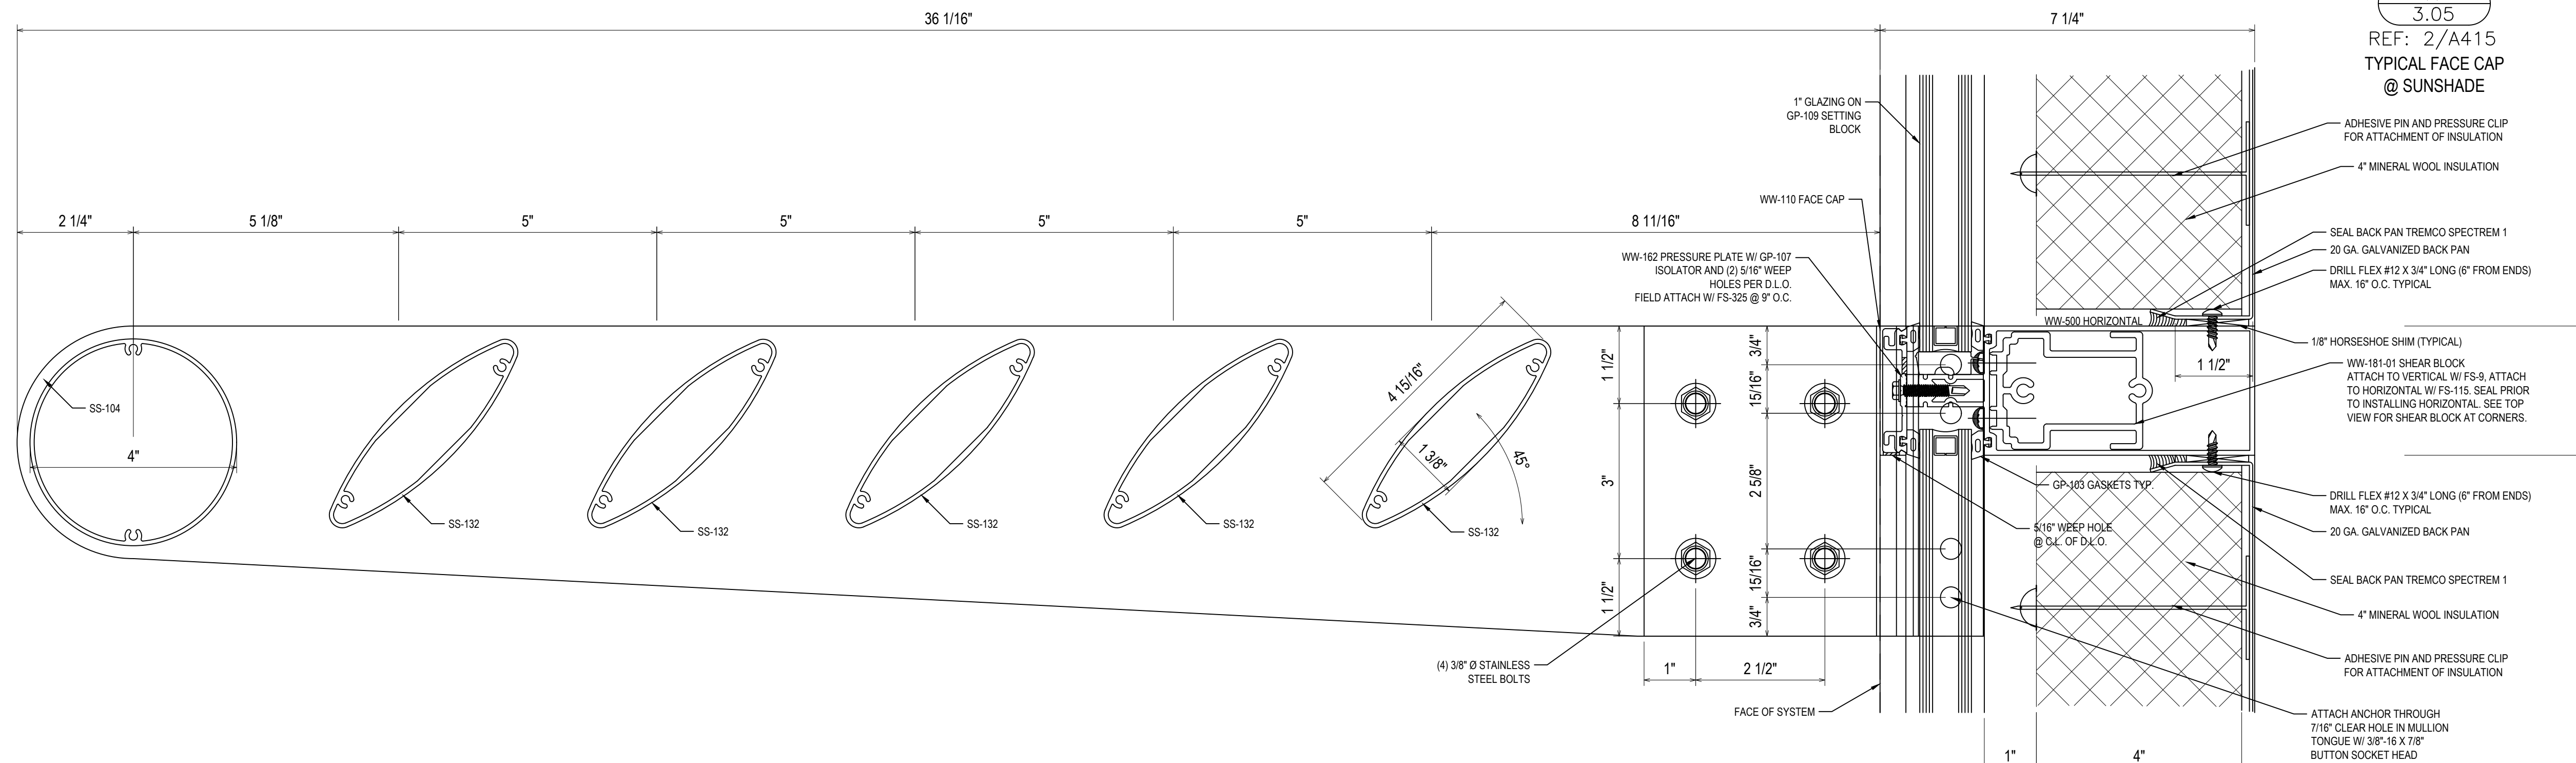 36 1/16"
7 1/4"
3.05
REF: 2/A415
TYPICAL FACE CAP
@ SUNSHADE
1" GLAZING ON
GP-109 SETTING
BLOCK
ADHESIVE PIN AND PRESSURE CLIP
FOR ATTACHMENT OF INSULATION
4" MINERAL WOOL INSULATION
WW-110 FACE CAP
2 1/4"
5 1/8"
5"
5"
5"
5"
8 11/16"
SEAL BACK PAN TREMCO SPECTREM 1
20 GA. GALVANIZED BACK PAN
DRILL FLEX #12 X 3/4" LONG (6" FROM ENDS)
MAX. 16" O.C. TYPICAL
WW-162 PRESSURE PLATE W/ GP-107
ISOLATOR AND (2) 5/16" WEEP
HOLES PER D.L.O.
FIELD ATTACH W/ FS-325 @ 9" O.C.
WW-500 HORIZONTAL
1/8" HORSESHOE SHIM (TYPICAL)
WW-181-01 SHEAR BLOCK
ATTACH TO VERTICAL W/ FS-9, ATTACH
TO HORIZONTAL W/ FS-115. SEAL PRIOR
TO INSTALLING HORIZONTAL. SEE TOP
VIEW FOR SHEAR BLOCK AT CORNERS.
1 1/2"
SS-104
4"
4 15/16"
1 3/8"
45°
1 1/2"
3"
1 1/2"
3/4"
15/16"
2 5/8"
15/16"
3/4"
SS-132
SS-132
SS-132
SS-132
SS-132
GP-103 GASKETS TYP.
5/16" WEEP HOLE
@ C.L. OF D.L.O.
DRILL FLEX #12 X 3/4" LONG (6" FROM ENDS)
MAX. 16" O.C. TYPICAL
20 GA. GALVANIZED BACK PAN
SEAL BACK PAN TREMCO SPECTREM 1
4" MINERAL WOOL INSULATION
ADHESIVE PIN AND PRESSURE CLIP
FOR ATTACHMENT OF INSULATION
(4) 3/8" Ø STAINLESS
STEEL BOLTS
1"
2 1/2"
FACE OF SYSTEM
ATTACH ANCHOR THROUGH
7/16" CLEAR HOLE IN MULLION
TONGUE W/ 3/8"-16 X 7/8"
BUTTON SOCKET HEAD
1"
4"